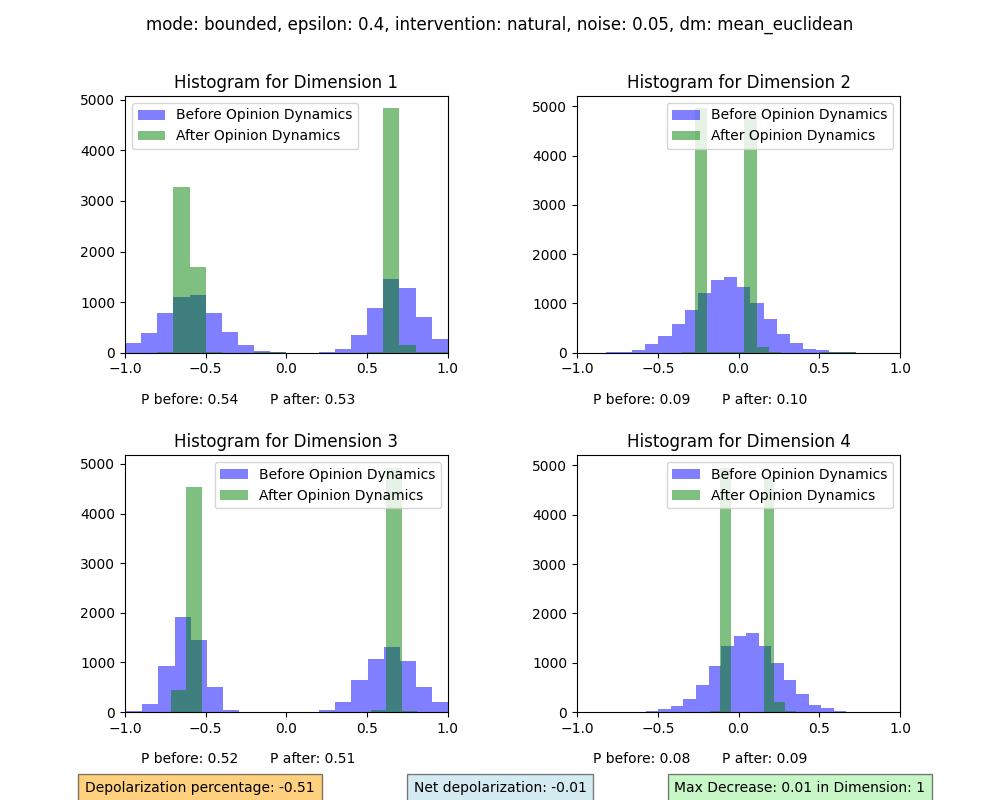 mode: bounded, epsilon: 0.4, intervention: natural, noise: 0.05, dm: mean_euclidean
Histogram for Dimension 1
Before Opinion Dynamics
After Opinion Dynamics
5000
4000
3000
2000
1000
0
−1.0 −0.5 0.0 0.5 1.0
P before: 0.54 P after: 0.53
Histogram for Dimension 2
Before Opinion Dynamics
After Opinion Dynamics
5000
4000
3000
2000
1000
0
−1.0 −0.5 0.0 0.5 1.0
P before: 0.09 P after: 0.10
Histogram for Dimension 3
Before Opinion Dynamics
After Opinion Dynamics
5000
4000
3000
2000
1000
0
−1.0 −0.5 0.0 0.5 1.0
P before: 0.52 P after: 0.51
Histogram for Dimension 4
Before Opinion Dynamics
After Opinion Dynamics
5000
4000
3000
2000
1000
0
−1.0 −0.5 0.0 0.5 1.0
P before: 0.08 P after: 0.09
Depolarization percentage: -0.51
Net depolarization: -0.01
Max Decrease: 0.01 in Dimension: 1